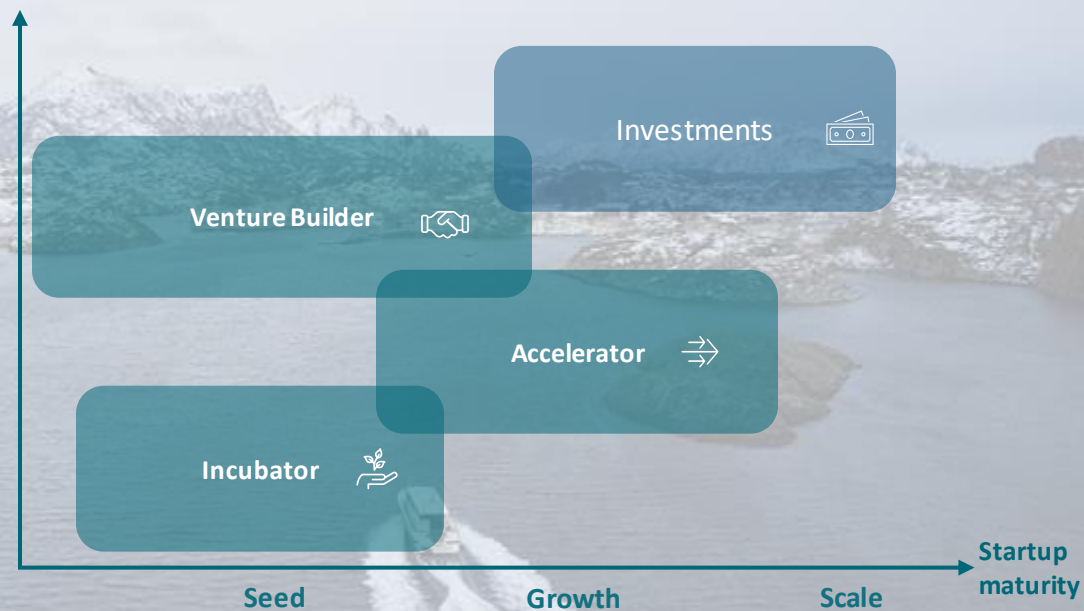 Investments
Venture Builder
Accelerator
Incubator
Startup
maturity
Seed
Growth
Scale